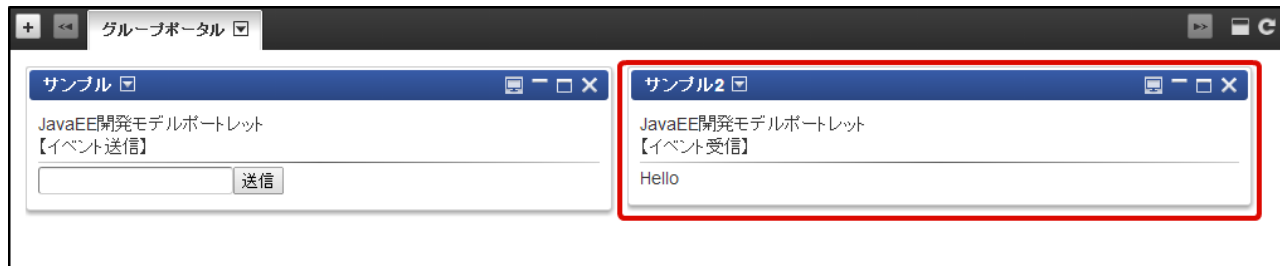 グループポータル
サンプル
JavaEE開発モデルポートレット
【イベント送信】
送信
サンプル2
JavaEE開発モデルポートレット
【イベント受信】
Hello